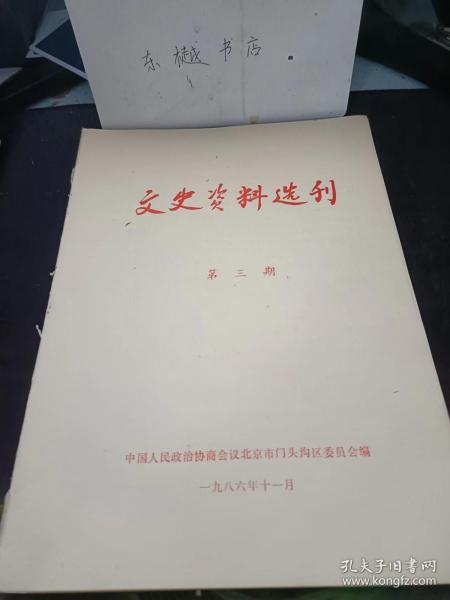 东樾书店
文史资料选刊
第三期
中国人民政治协商会议北京市门头沟区委员会编
一九八六年十一月
孔夫子旧书网
www.kongfz.com